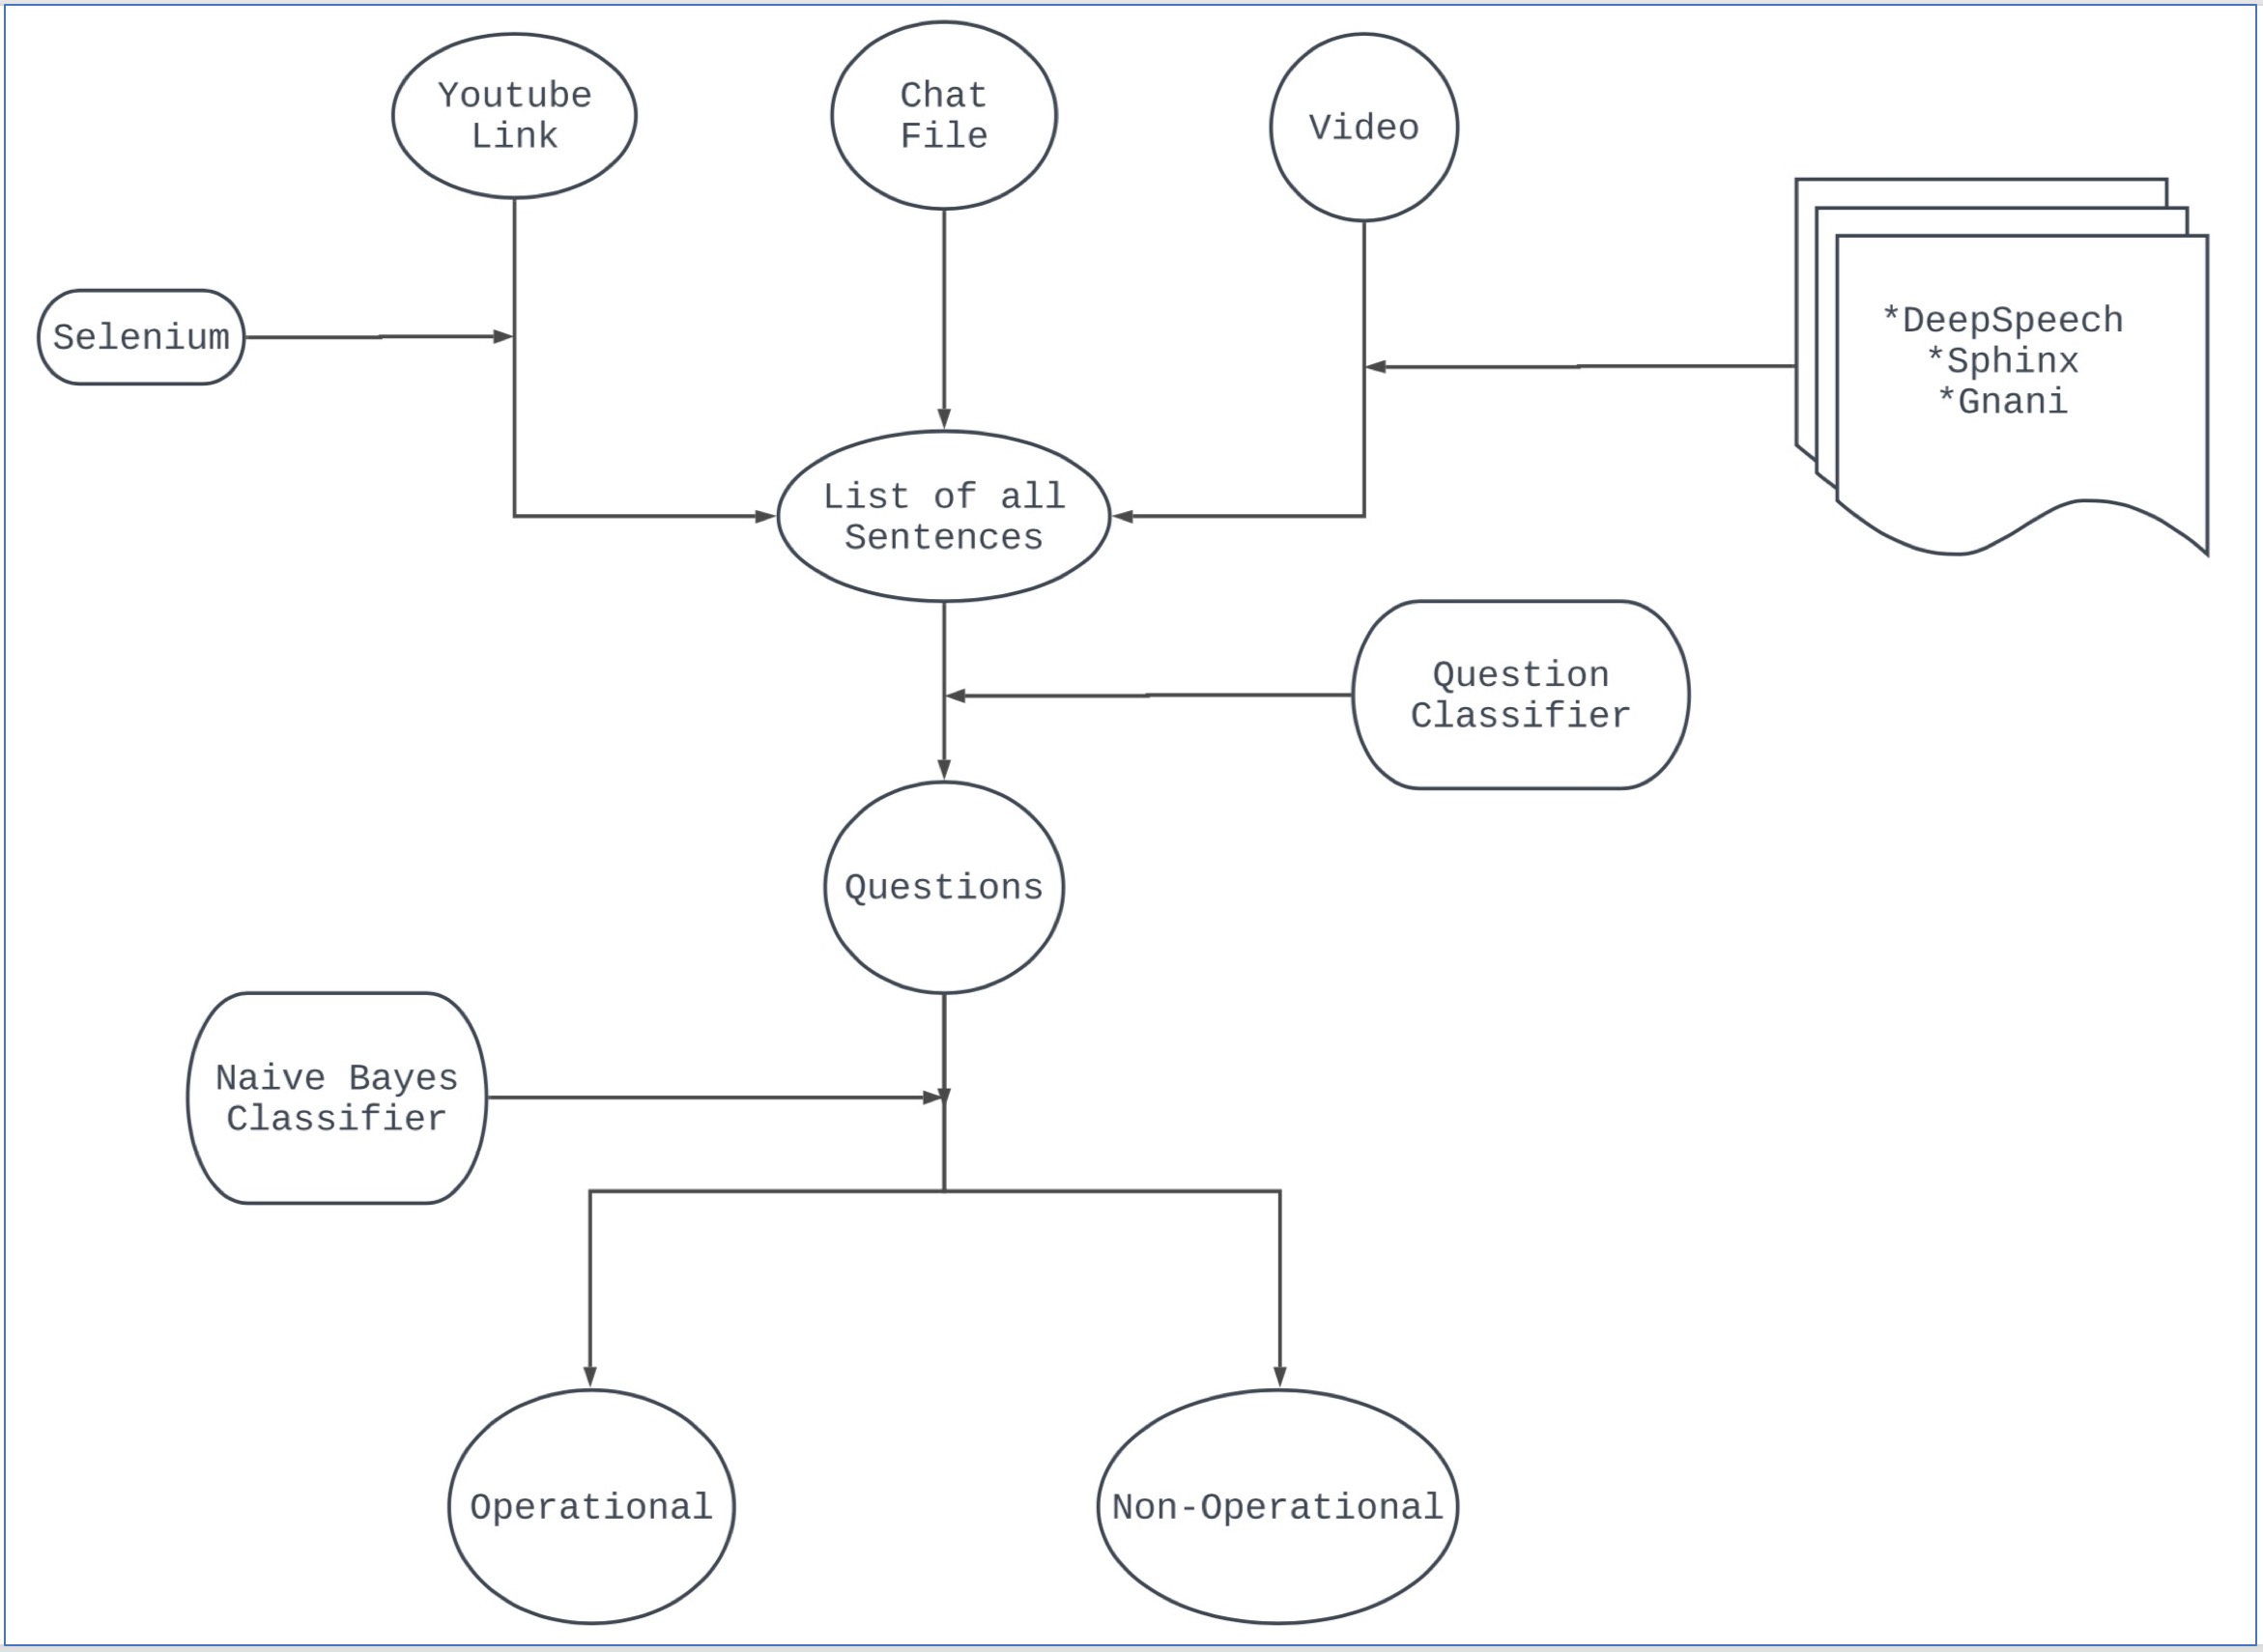 Youtube
Link
Chat
File
Video
Selenium
*DeepSpeech
*Sphinx
*Gnani
List of all
Sentences
Question
Classifier
Questions
Naive Bayes
Classifier
Operational
Non-Operational